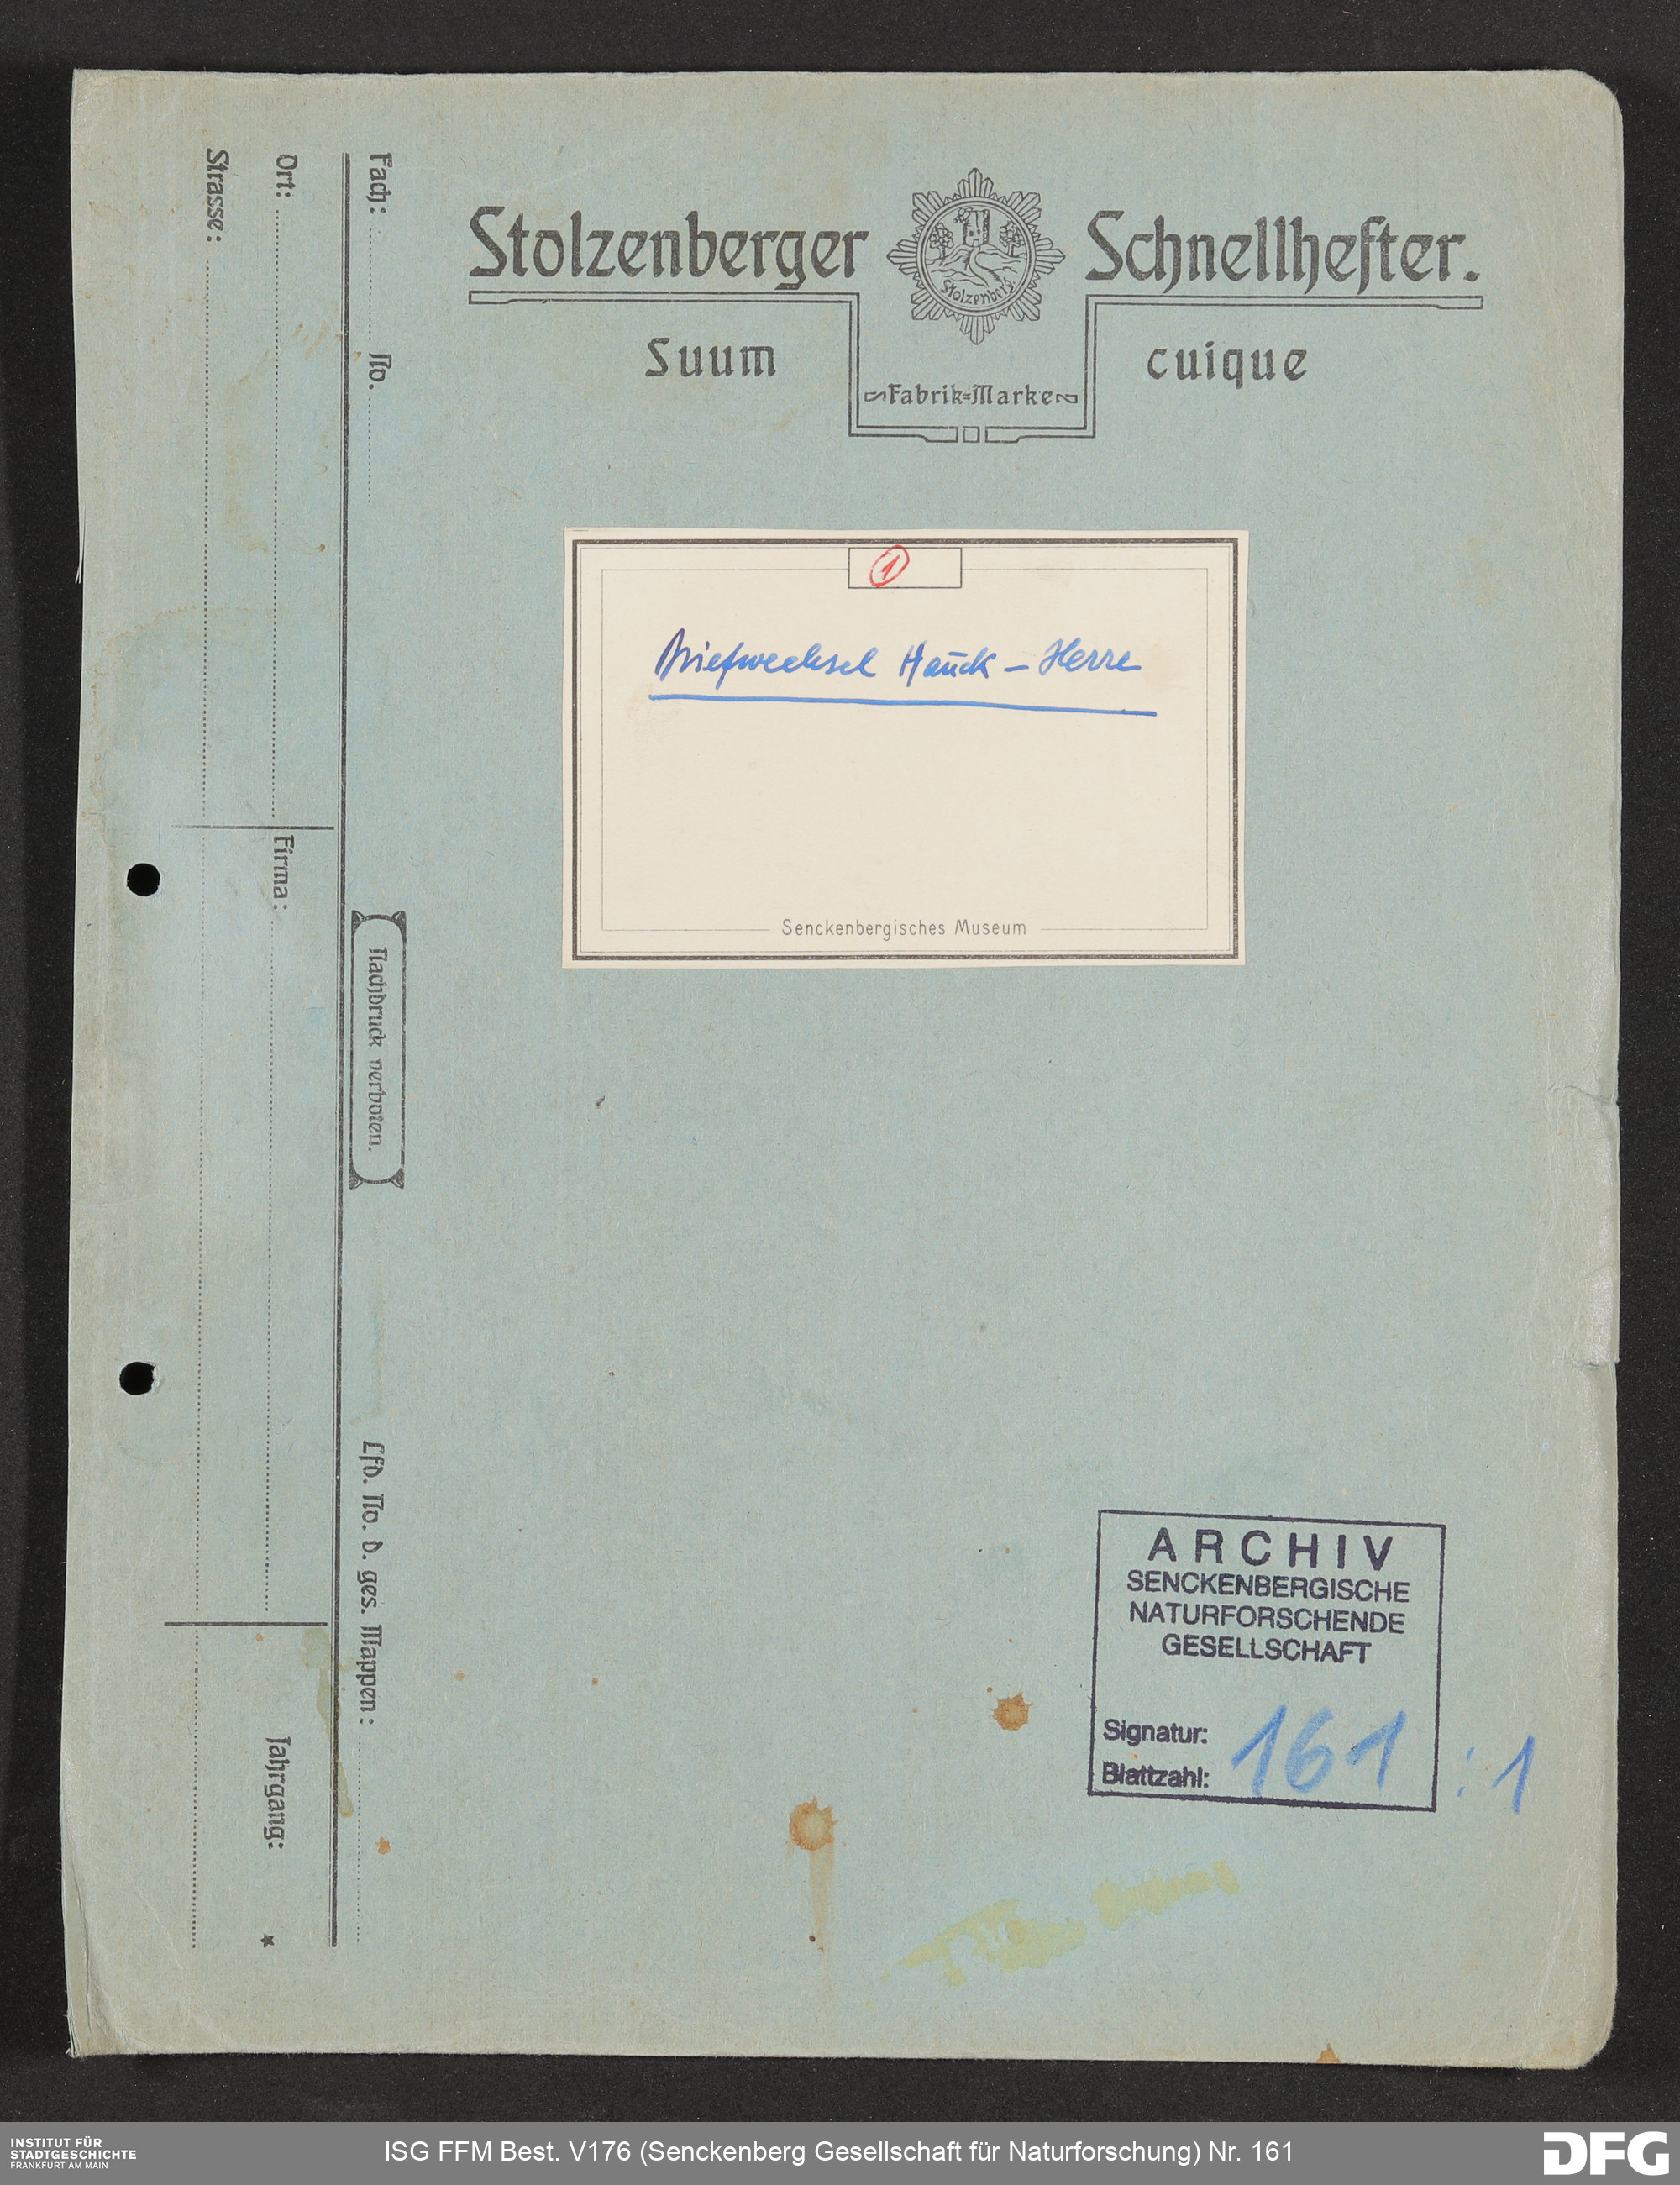 Stolzenberger Schnellhefter.
Stolzenberg
Suum cuique
Fabrik=Marke
Fach: No.
Ort:
Strasse:
Firma:
Nachdruck verboten.
Lfd. No. d. ges. Mappen:
Jahrgang:
1
Briefwechsel Hauck – Herre
Senckenbergisches Museum
ARCHIV
SENCKENBERGISCHE
NATURFORSCHENDE
GESELLSCHAFT
Signatur: 161 : 1
Blattzahl:
INSTITUT FÜR
STADTGESCHICHTE
FRANKFURT AM MAIN
ISG FFM Best. V176 (Senckenberg Gesellschaft für Naturforschung) Nr. 161
DFG